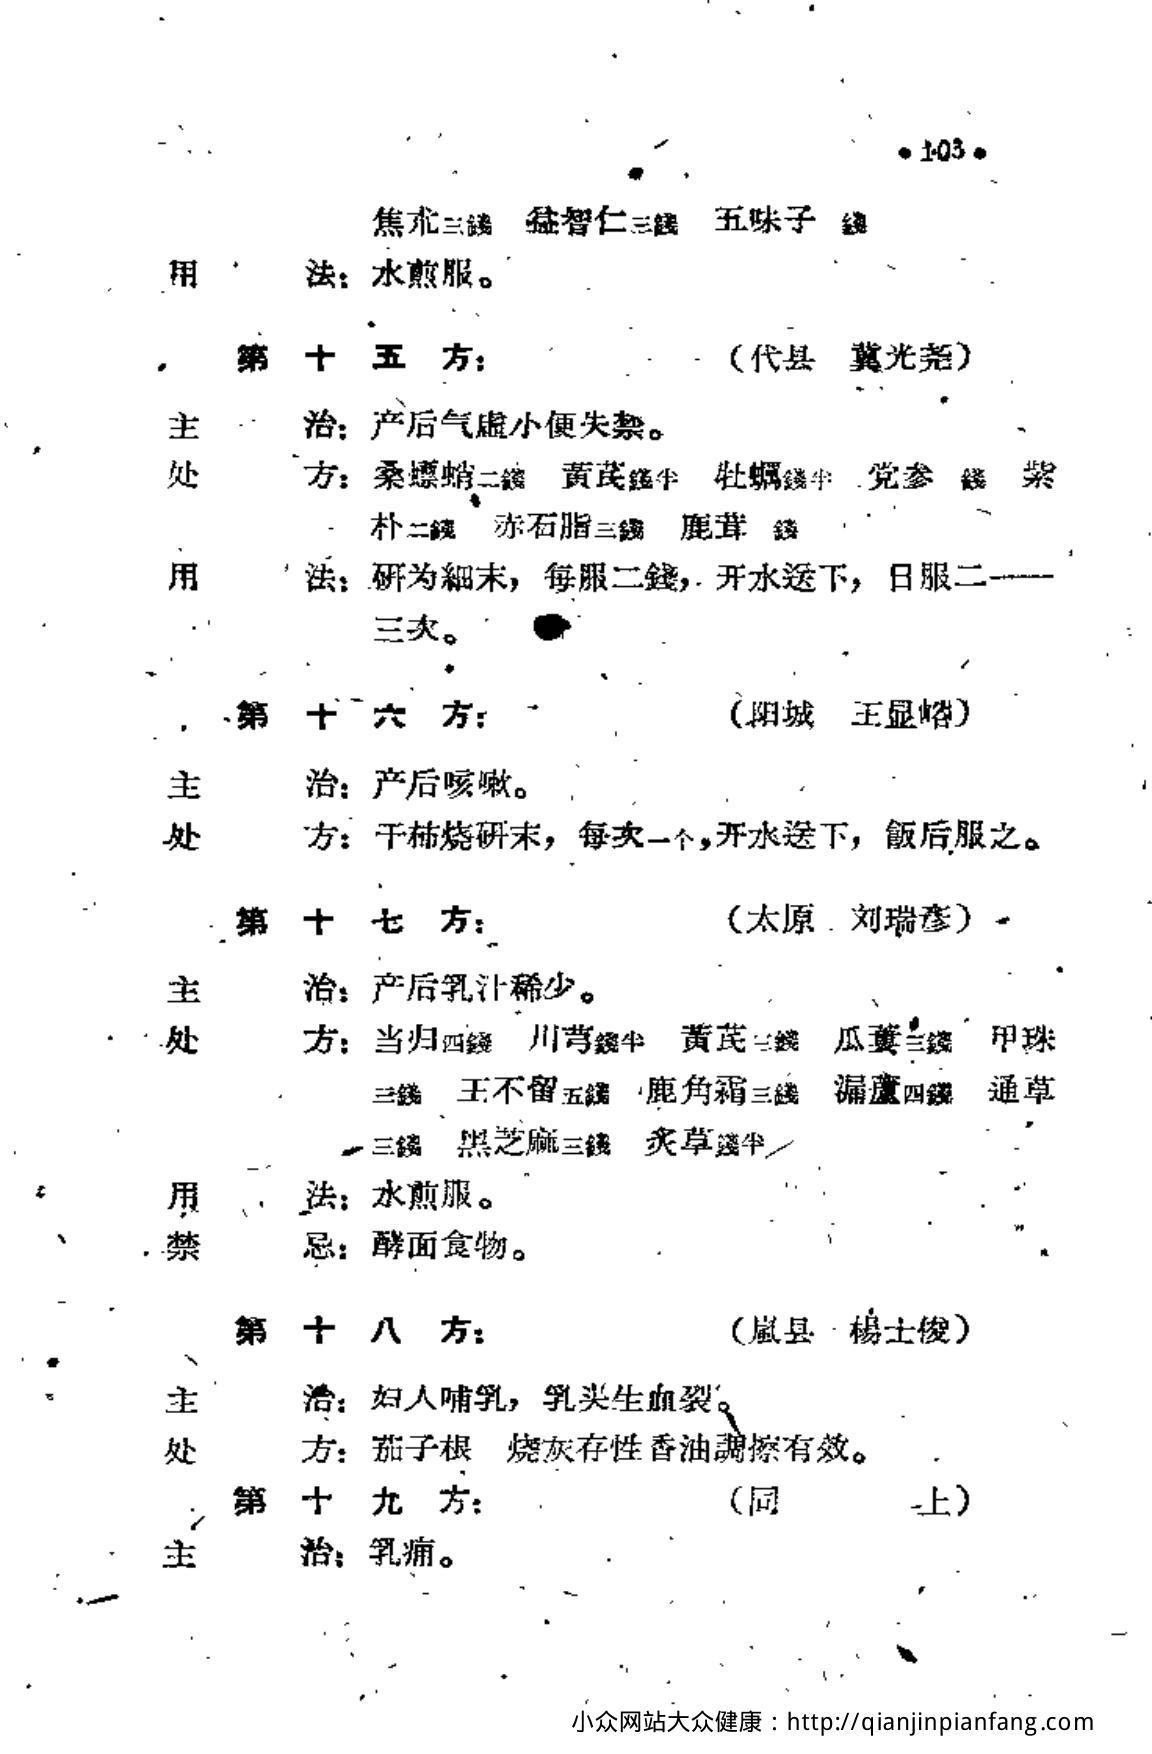 •103•
焦朮三錢　益智仁三錢　五味子　錢
用　　法：水煎服。
第十五方：　（代县　冀光尧）
主　　治：产后气虛小便失禁。
处　　方：桑螵蛸二錢　黃芪錢半　牡蠣錢半　党参　錢　紫
朴二錢　赤石脂三錢　鹿茸　錢
用　　法：研为細末，每服二錢，开水送下，日服二——
三次。
第十六方：　（阳城　王显峪）
主　　治：产后咳嗽。
处　　方：干柿烧研末，每次一个，开水送下，飯后服之。
第十七方：　（太原　刘瑞彥）
主　　治：产后乳汁稀少。
处　　方：当归四錢　川芎錢半　黃芪三錢　瓜蔞三錢　甲珠
三錢　王不留五錢　鹿角霜三錢　漏蘆四錢　通草
三錢　黑芝麻三錢　炙草錢半
用　　法：水煎服。
禁　　忌：酵面食物。
第十八方：　（嵐县　楊士俊）
主　　治：妇人哺乳，乳头生血裂。
处　　方：茄子根　烧灰存性香油調擦有效。
第十九方：　（同　　上）
主　　治：乳痈。
小众网站大众健康：http://qianjinpianfang.com